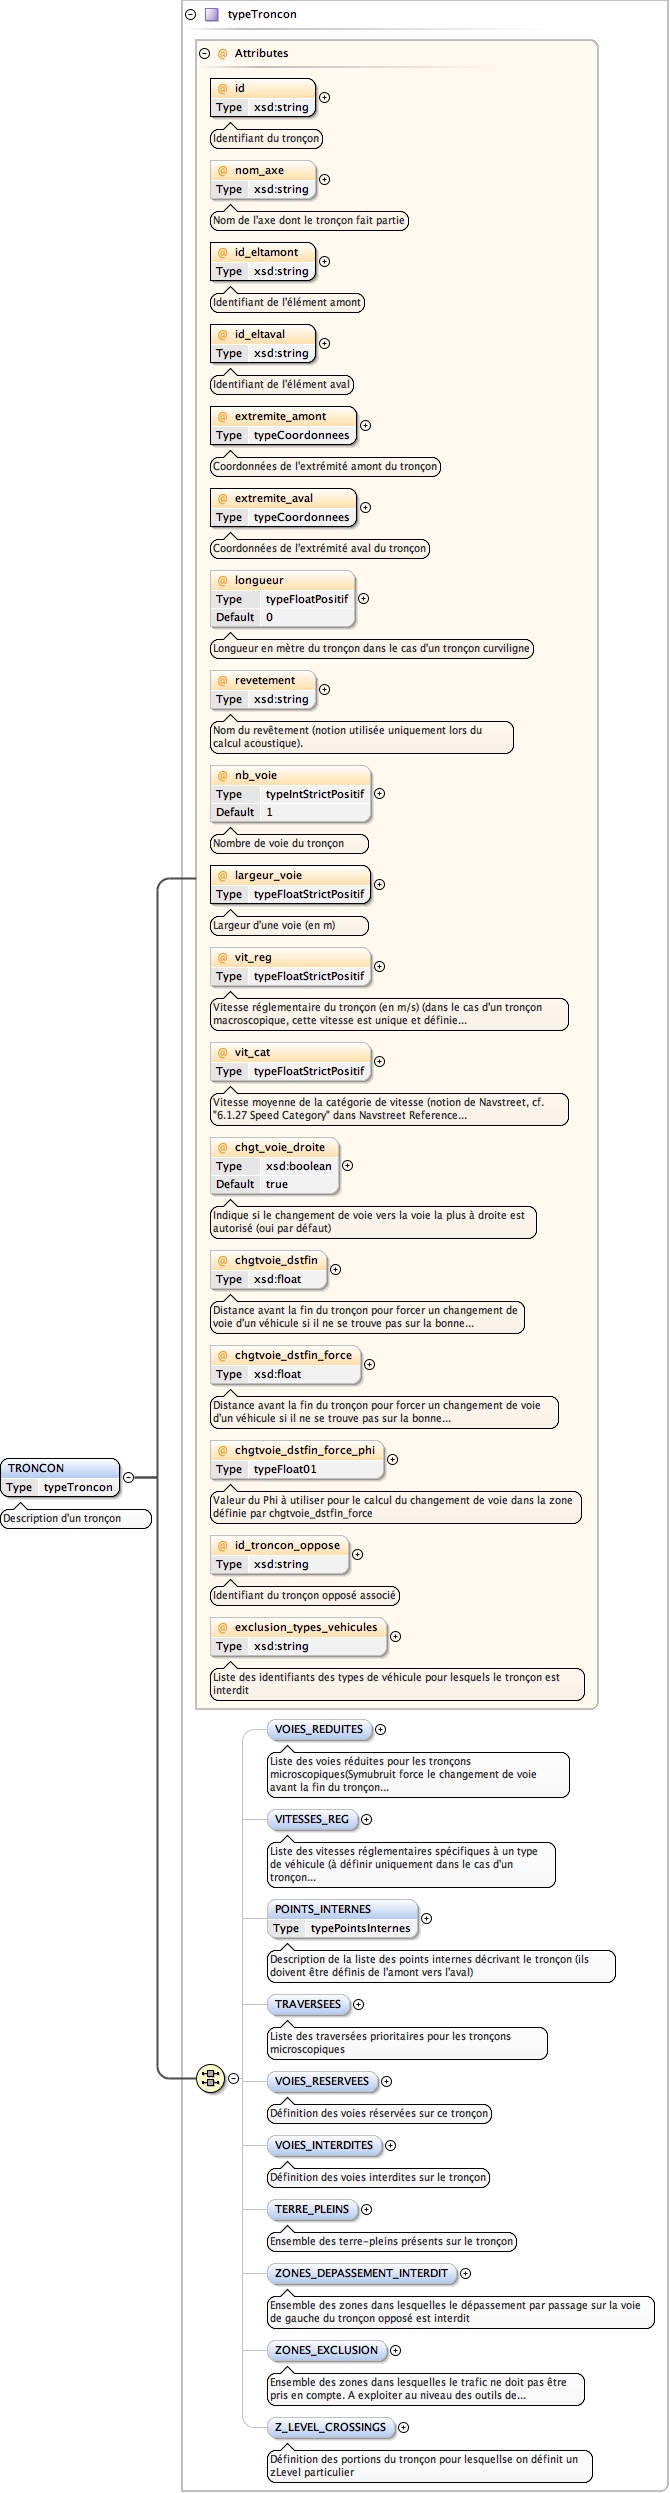 typeTroncon
@ Attributes
@ id
Type xsd:string
Identifiant du tronçon
@ nom_axe
Type xsd:string
Nom de l'axe dont le tronçon fait partie
@ id_eltamont
Type xsd:string
Identifiant de l'élément amont
@ id_eltaval
Type xsd:string
Identifiant de l'élément aval
@ extremite_amont
Type typeCoordonnees
Coordonnées de l'extrémité amont du tronçon
@ extremite_aval
Type typeCoordonnees
Coordonnées de l'extrémité aval du tronçon
@ longueur
Type typeFloatPositif
Default 0
Longueur en mètre du tronçon dans le cas d'un tronçon curviligne
@ revetement
Type xsd:string
Nom du revêtement (notion utilisée uniquement lors du
calcul acoustique).
@ nb_voie
Type typeIntStrictPositif
Default 1
Nombre de voie du tronçon
@ largeur_voie
Type typeFloatStrictPositif
Largeur d'une voie (en m)
@ vit_reg
Type typeFloatStrictPositif
Vitesse réglementaire du tronçon (en m/s) (dans le cas d'un tronçon
macroscopique, cette vitesse est unique et définie...
@ vit_cat
Type typeFloatStrictPositif
Vitesse moyenne de la catégorie de vitesse (notion de Navstreet, cf.
"6.1.27 Speed Category" dans Navstreet Reference...
@ chgt_voie_droite
Type xsd:boolean
Default true
Indique si le changement de voie vers la voie la plus à droite est
autorisé (oui par défaut)
@ chgtvoie_dstfin
Type xsd:float
Distance avant la fin du tronçon pour forcer un changement de
voie d'un véhicule si il ne se trouve pas sur la bonne...
@ chgtvoie_dstfin_force
Type xsd:float
Distance avant la fin du tronçon pour forcer un changement de voie
d'un véhicule si il ne se trouve pas sur la bonne...
@ chgtvoie_dstfin_force_phi
Type typeFloat01
Valeur du Phi à utiliser pour le calcul du changement de voie dans la zone
définie par chgtvoie_dstfin_force
TRONCON
Type typeTroncon
Description d'un tronçon
@ id_troncon_oppose
Type xsd:string
Identifiant du tronçon opposé associé
@ exclusion_types_vehicules
Type xsd:string
Liste des identifiants des types de véhicule pour lesquels le tronçon est
interdit
VOIES_REDUITES
Liste des voies réduites pour les tronçons
microscopiques(Symubruit force le changement de voie
avant la fin du tronçon...
VITESSES_REG
Liste des vitesses réglementaires spécifiques à un type
de véhicule (à définir uniquement dans le cas d'un
tronçon...
POINTS_INTERNES
Type typePointsInternes
Description de la liste des points internes décrivant le tronçon (ils
doivent être définis de l'amont vers l'aval)
TRAVERSEES
Liste des traversées prioritaires pour les tronçons
microscopiques
VOIES_RESERVEES
Définition des voies réservées sur ce tronçon
VOIES_INTERDITES
Définition des voies interdites sur le tronçon
TERRE_PLEINS
Ensemble des terre-pleins présents sur le tronçon
ZONES_DEPASSEMENT_INTERDIT
Ensemble des zones dans lesquelles le dépassement par passage sur la voie
de gauche du tronçon opposé est interdit
ZONES_EXCLUSION
Ensemble des zones dans lesquelles le trafic ne doit pas être
pris en compte. A exploiter au niveau des outils de...
Z_LEVEL_CROSSINGS
Définition des portions du tronçon pour lesquellse on définit un
zLevel particulier